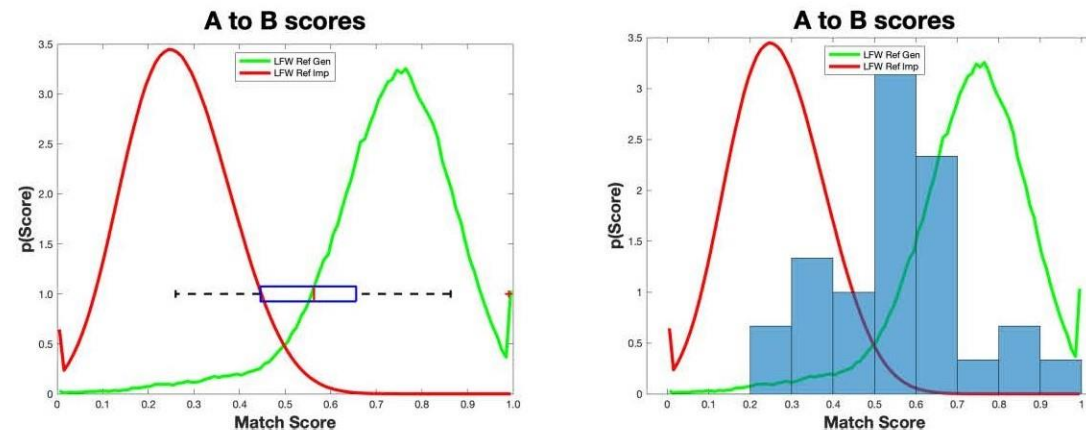 A to B scores
3.5
3.0
2.5
2
1.5
1.0
0.5
0
p(Score)
LFW Ref Gen
LFW Ref Imp
0 0.1 0.2 0.3 0.4 0.5 0.6 0.7 0.8 0.9 1.0
Match Score
A to B scores
3.5
3.0
2.5
2
1.5
1.0
0.5
0
p(Score)
LFW Ref Gen
LFW Ref Imp
0 0.1 0.2 0.3 0.4 0.5 0.6 0.7 0.8 0.9 1
Match Score